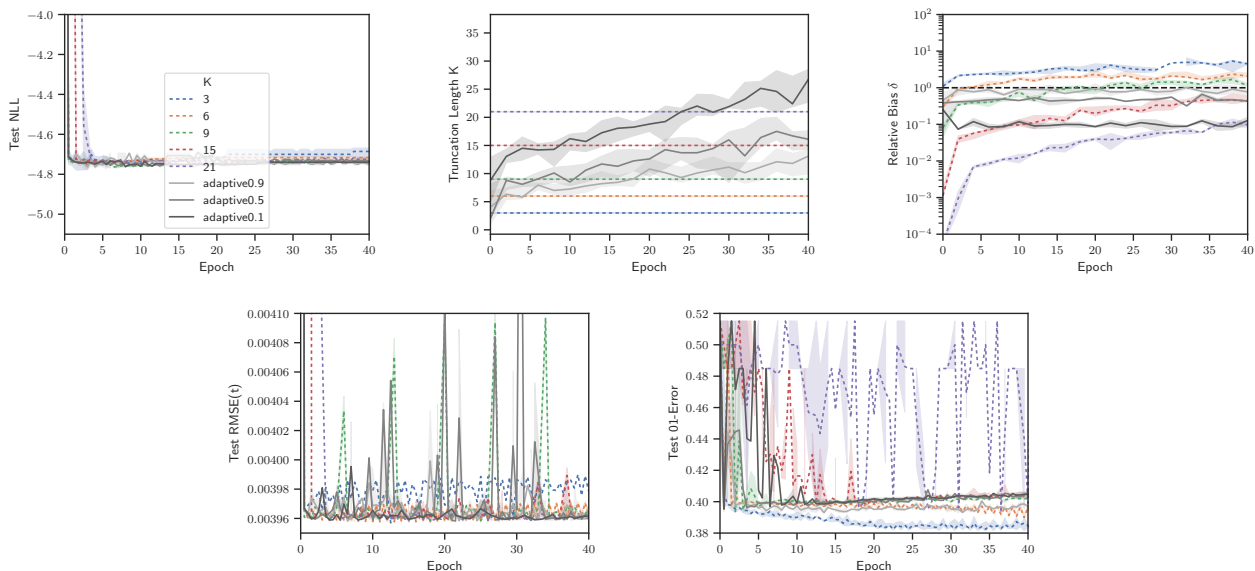 −4.0
−4.2
−4.4
−4.6
−4.8
−5.0
Test NLL
0 5 10 15 20 25 30 35 40
Epoch
K
3
6
9
15
21
adaptive0.9
adaptive0.5
adaptive0.1
35
30
25
20
15
10
5
0
Truncation Length K
0 5 10 15 20 25 30 35 40
Epoch
10²
10¹
10⁰
10⁻¹
10⁻²
10⁻³
10⁻⁴
Relative Bias δ
0 5 10 15 20 25 30 35 40
Epoch
0.00410
0.00408
0.00406
0.00404
0.00402
0.00400
0.00398
0.00396
Test RMSE(t)
0 10 20 30 40
Epoch
0.52
0.50
0.48
0.46
0.44
0.42
0.40
0.38
Test 01-Error
0 5 10 15 20 25 30 35 40
Epoch